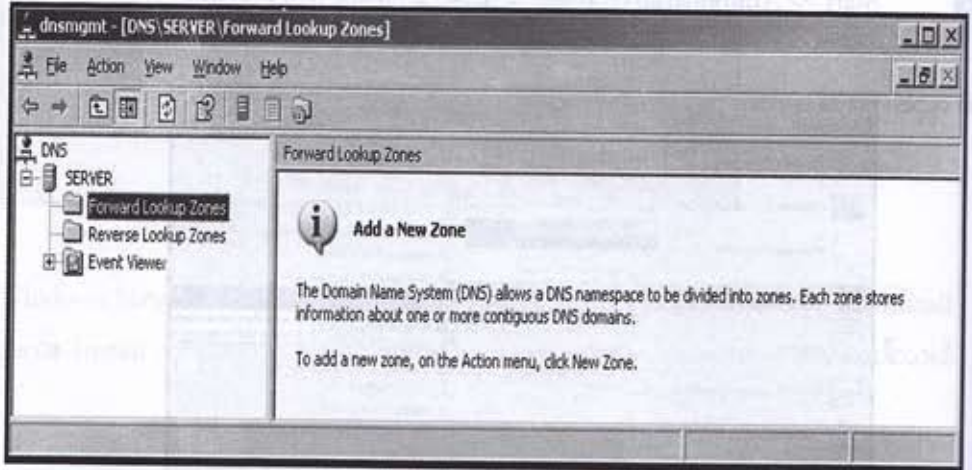 dnsmgmt - [DNS\SERVER\Forward Lookup Zones]
File Action View Window Help
DNS
SERVER
Forward Lookup Zones
Reverse Lookup Zones
Event Viewer
Forward Lookup Zones
Add a New Zone
The Domain Name System (DNS) allows a DNS namespace to be divided into zones. Each zone stores
information about one or more contiguous DNS domains.
To add a new zone, on the Action menu, click New Zone.